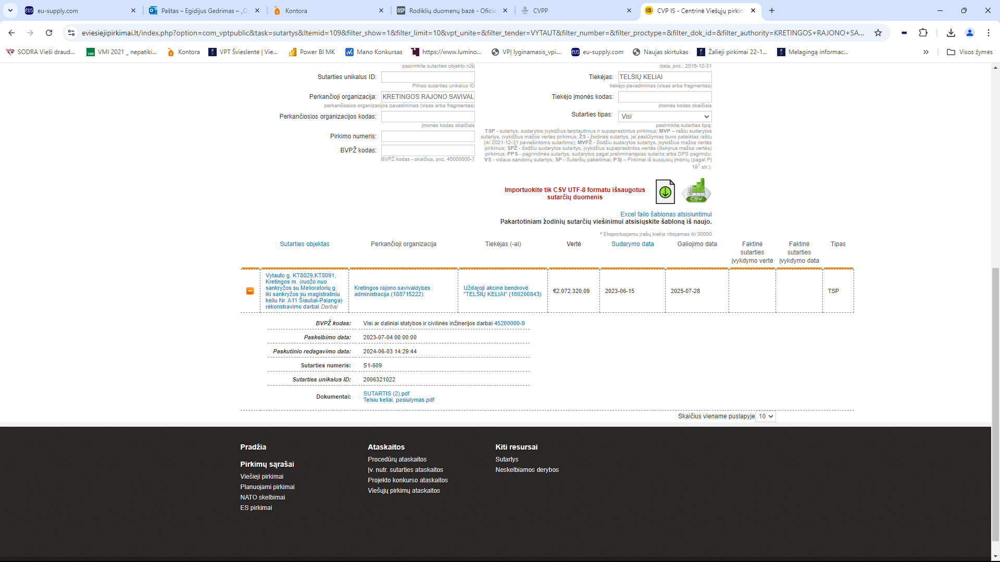 eu-supply.com
Paštas – Egidijus Gedrimas – „O
Kontora
Rodiklių duomenų bazė - Oficia
CVPP
CVP IS - Centrinė Viešųjų pirkim
eviesiejipirkimai.lt/index.php?option=com_vptpublic&task=sutartys&Itemid=109&filter_show=1&filter_limit=10&vpt_unite=&filter_tender=VYTAUT&filter_number=&filter_proctype=&filter_dok_id=&filter_authority=KRETINGOS+RAJONO+SA...
SODRA Vieši draud...
VMI 2021 _ nepatiki...
Kontora
VPT Švieslentė | Vie...
Power BI MK
Mano Konkursas
https://www.lumino...
VPĮ lyginamasis_vpi....
eu-supply.com
Naujas skirtukas
Žalieji pirkimai 22-1...
Melagingą informac...
Visos žymės
pasirinkite sutarties objekto rūšį
data, pvz.: 2016-12-31
Sutarties unikalus ID:
Pilnas sutarties unikalus ID
Tiekėjas: TELŠIŲ KELIAI
tiekėjo pavadinimas (visas arba fragmentas)
Perkančioji organizacija: KRETINGOS RAJONO SAVIVAL
perkančiosios organizacijos pavadinimas (visas arba fragmentas)
Tiekėjo įmonės kodas:
įmonės kodas skaičiais
Perkančiosios organizacijos kodas:
įmonės kodas skaičiais
Sutarties tipas: Visi
pasirinkite sutarties tipą:
TSP - sutartys, sudarytos įvykdžius tarptautinius ir supaprastintus pirkimus; MVP – raštu sudarytos
sutartys, įvykdžius mažos vertės pirkimus; ŽS - žodinės sutartys, jei pasiūlymas buvo pateiktas raštu
(iki 2021-12-31 paviešintoms sutartims); MVPŽ - žodžiu sudarytos sutartys, įvykdžius mažos vertės
pirkimus; SPŽ - žodžiu sudarytos sutartys, įvykdžius supaprastintos vertės (išskyrus mažos vertės)
pirkimus; PPS - pagrindinės sutartys, sudarytos pagal preliminariąsias sutartis arba DPS pagrindu;
VS - vidaus sandorių sutartys; SP - Sutarčių pakeitimai; PSĮ – Pirkimai iš susijusių įmonių (pagal PĮ
19¹ str.).
Pirkimo numeris:
BVPŽ kodas:
BVPŽ kodas - skaičius, pvz. 45000000-7
Importuokite tik CSV UTF-8 formatu išsaugotus
sutarčių duomenis
CSV
Excel failo šablonas atsisiuntimui
Pakartotiniam žodinių sutarčių viešinimui atsisiųskite šabloną iš naujo.
* Eksportuojamu įrašų kiekis ribojamas iki 30000
Sutarties objektas
Perkančioji organizacija
Tiekėjas (-ai)
Vertė
Sudarymo data
Galiojimo data
Faktinė
sutarties
įvykdymo vertė
Faktinė
sutarties
įvykdymo data
Tipas
Vytauto g. KT8029,KT8091,
Kretingos m. (ruožo nuo
sankryžos su Melioratorių g.
iki sankryžos su magistraliniu
keliu Nr. A11 Šiauliai-Palanga)
rekonstravimo darbai Darbai
Kretingos rajono savivaldybės
administracija (188715222)
Uždaroji akcinė bendrovė
"TELŠIŲ KELIAI" (180200843)
€2.072.320,09
2023-06-15
2025-07-28
TSP
BVPŽ kodas: Visi ar daliniai statybos ir civilinės inžinerijos darbai 45200000-9
Paskelbimo data: 2023-07-04 00:00:00
Paskutinio redagavimo data: 2024-06-03 14:29:44
Sutarties numeris: S1-609
Sutarties unikalus ID: 2006321022
Dokumentai: SUTARTIS (2).pdf
Telsiu keliai, pasiulymas.pdf
Skaičius viename puslapyje 10
Pradžia
Pirkimų sąrašai
Viešieji pirkimai
Planuojami pirkimai
NATO skelbimai
ES pirkimai
Ataskaitos
Procedūrų ataskaitos
Įv. nutr. sutarties ataskaitos
Projekto konkurso ataskaitos
Viešųjų pirkimų ataskaitos
Kiti resursai
Sutartys
Neskelbiamos derybos